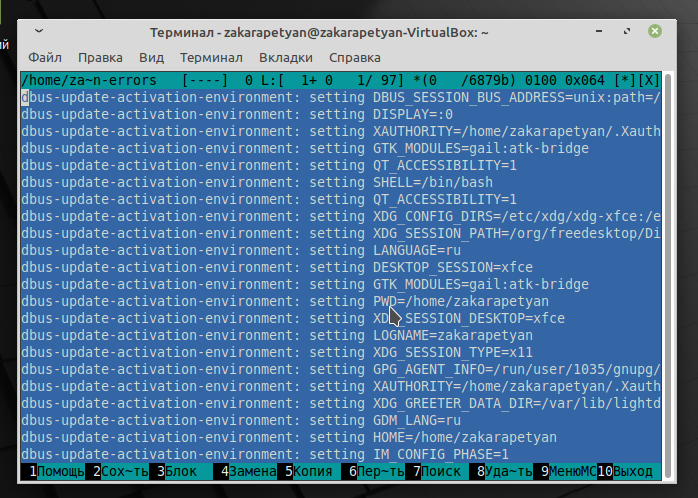 ий
Терминал - zakarapetyan@zakarapetyan-VirtualBox: ~
Файл Правка Вид Терминал Вкладки Справка
/home/za~n-errors [----] 0 L:[ 1+ 0 1/ 97] *(0 /6879b) 0100 0x064 [*][X]
dbus-update-activation-environment: setting DBUS_SESSION_BUS_ADDRESS=unix:path=/
dbus-update-activation-environment: setting DISPLAY=:0
dbus-update-activation-environment: setting XAUTHORITY=/home/zakarapetyan/.Xauth
dbus-update-activation-environment: setting GTK_MODULES=gail:atk-bridge
dbus-update-activation-environment: setting QT_ACCESSIBILITY=1
dbus-update-activation-environment: setting SHELL=/bin/bash
dbus-update-activation-environment: setting QT_ACCESSIBILITY=1
dbus-update-activation-environment: setting XDG_CONFIG_DIRS=/etc/xdg/xdg-xfce:/e
dbus-update-activation-environment: setting XDG_SESSION_PATH=/org/freedesktop/Di
dbus-update-activation-environment: setting LANGUAGE=ru
dbus-update-activation-environment: setting DESKTOP_SESSION=xfce
dbus-update-activation-environment: setting GTK_MODULES=gail:atk-bridge
dbus-update-activation-environment: setting PWD=/home/zakarapetyan
dbus-update-activation-environment: setting XDG_SESSION_DESKTOP=xfce
dbus-update-activation-environment: setting LOGNAME=zakarapetyan
dbus-update-activation-environment: setting XDG_SESSION_TYPE=x11
dbus-update-activation-environment: setting GPG_AGENT_INFO=/run/user/1035/gnupg/
dbus-update-activation-environment: setting XAUTHORITY=/home/zakarapetyan/.Xauth
dbus-update-activation-environment: setting XDG_GREETER_DATA_DIR=/var/lib/lightd
dbus-update-activation-environment: setting GDM_LANG=ru
dbus-update-activation-environment: setting HOME=/home/zakarapetyan
dbus-update-activation-environment: setting IM_CONFIG_PHASE=1
1Помощь 2Сох~ть 3Блок 4Замена 5Копия 6Пер~ть 7Поиск 8Уда~ть 9МенюMC 10Выход